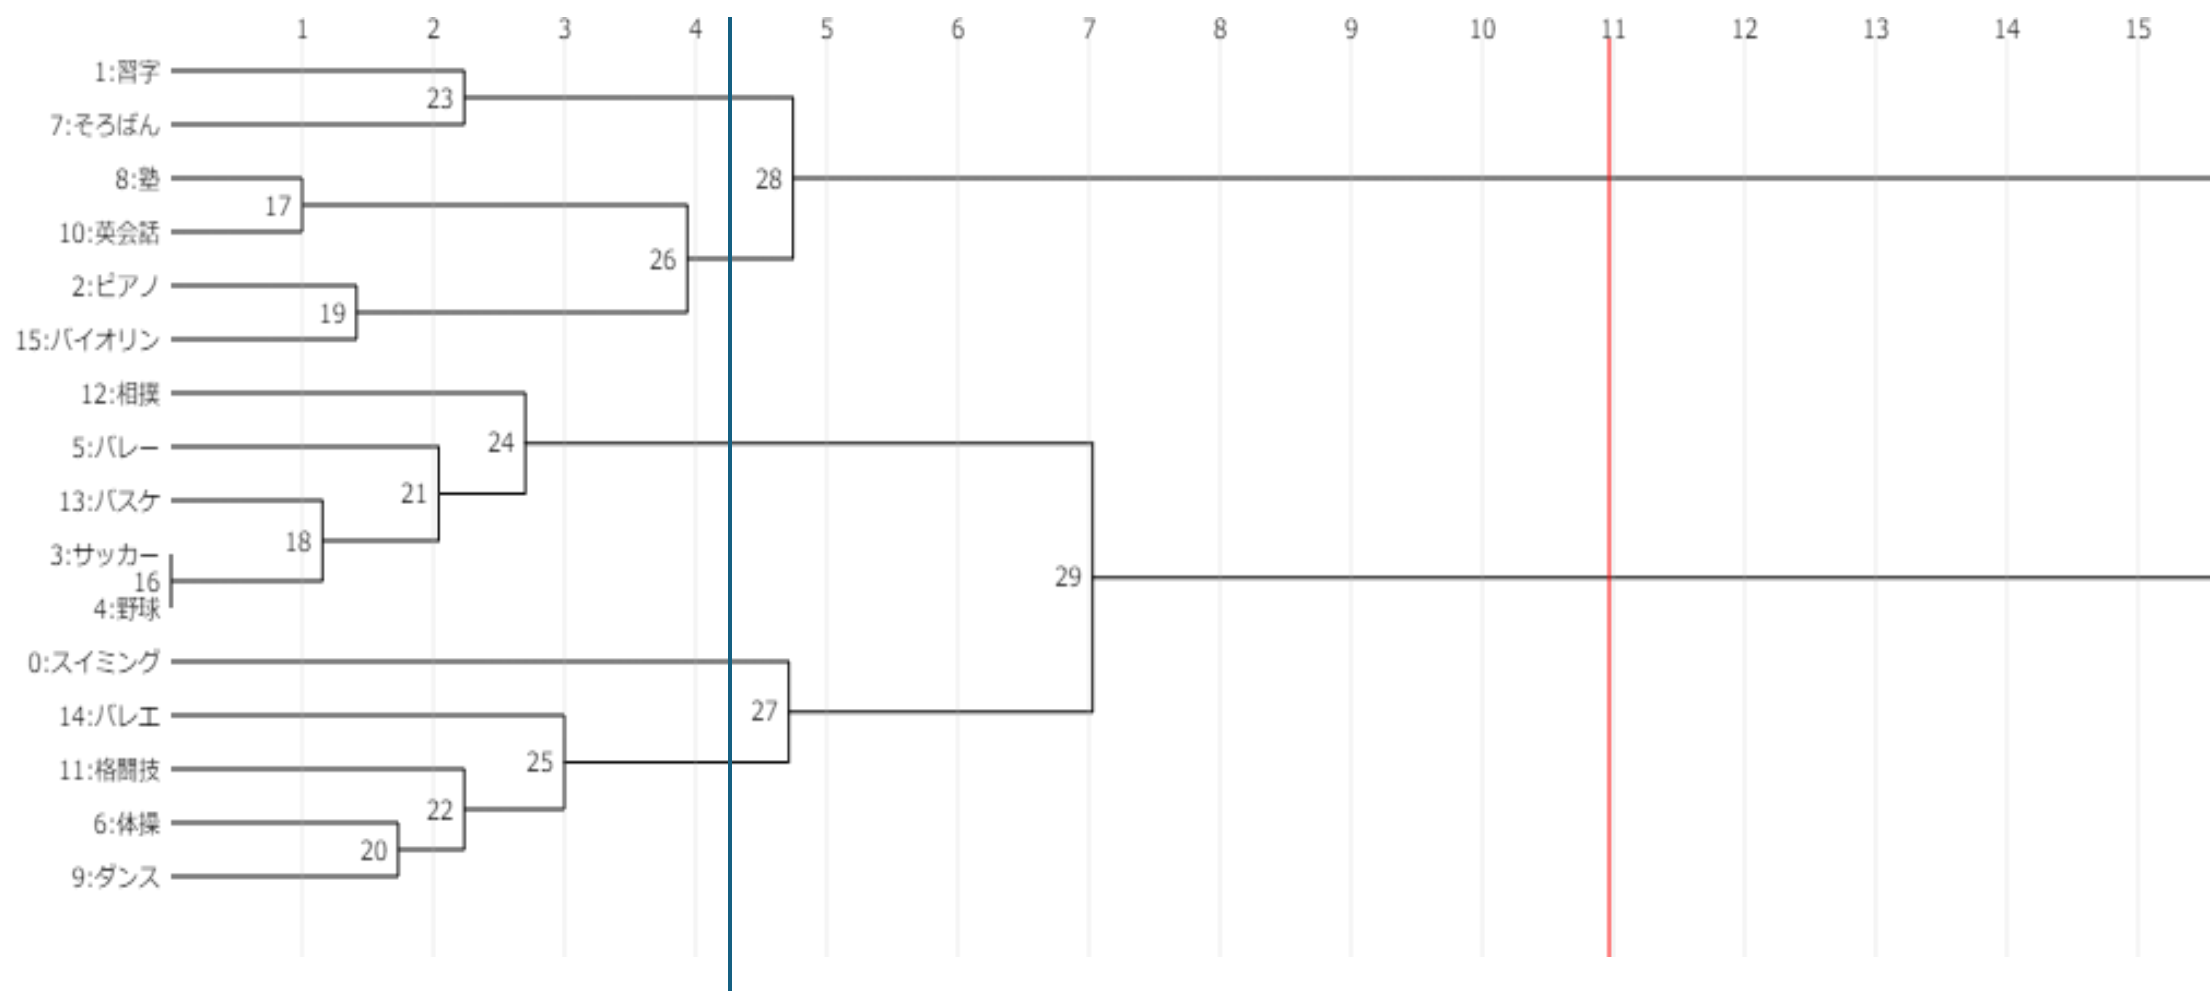 1 2 3 4 5 6 7 8 9 10 11 12 13 14 15
1:習字
23
7:そろばん
8:塾
28
17
10:英会話
26
2:ピアノ
19
15:バイオリン
12:相撲
24
5:バレー
21
13:バスケ
18
3:サッカー
29
16
4:野球
0:スイミング
27
14:バレエ
25
11:格闘技
22
6:体操
20
9:ダンス